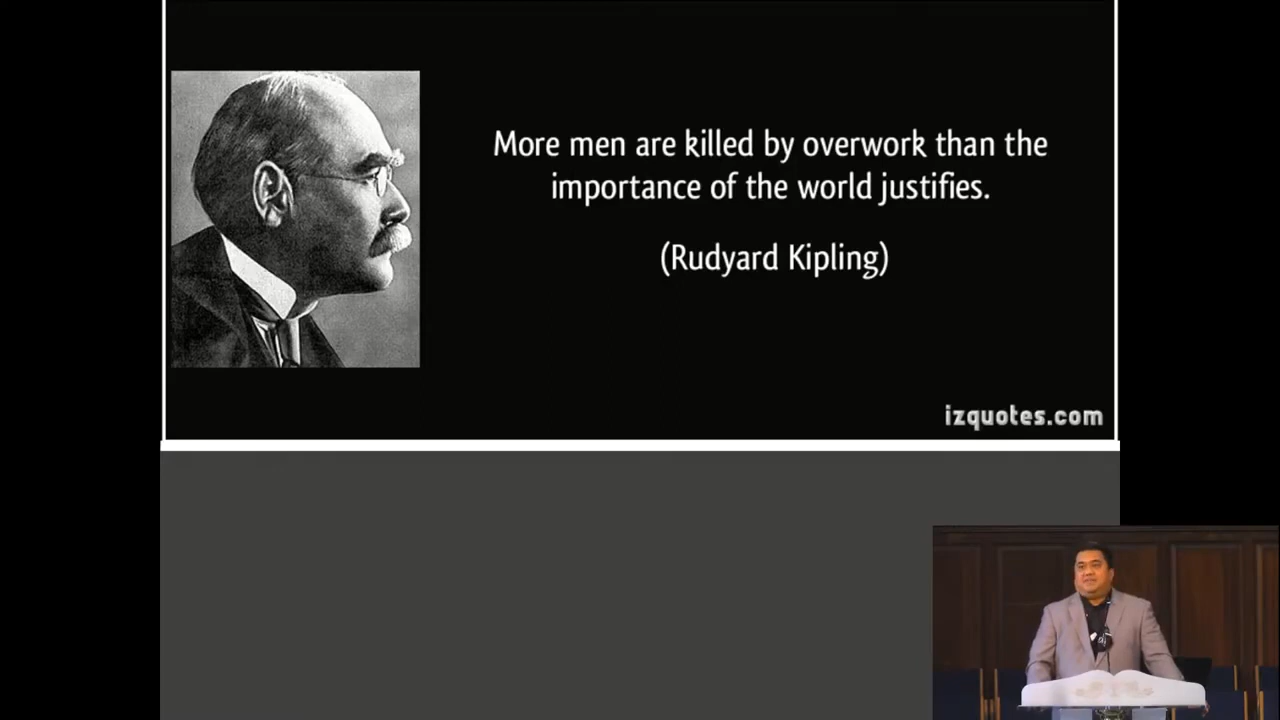 More men are killed by overwork than the
importance of the world justifies.
(Rudyard Kipling)
izquotes.com